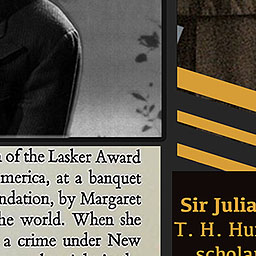 n of the Lasker Award
merica, at a banquet
ndation, by Margaret
he world. When she
a crime under New
Sir Julia
T. H. Hu
schola